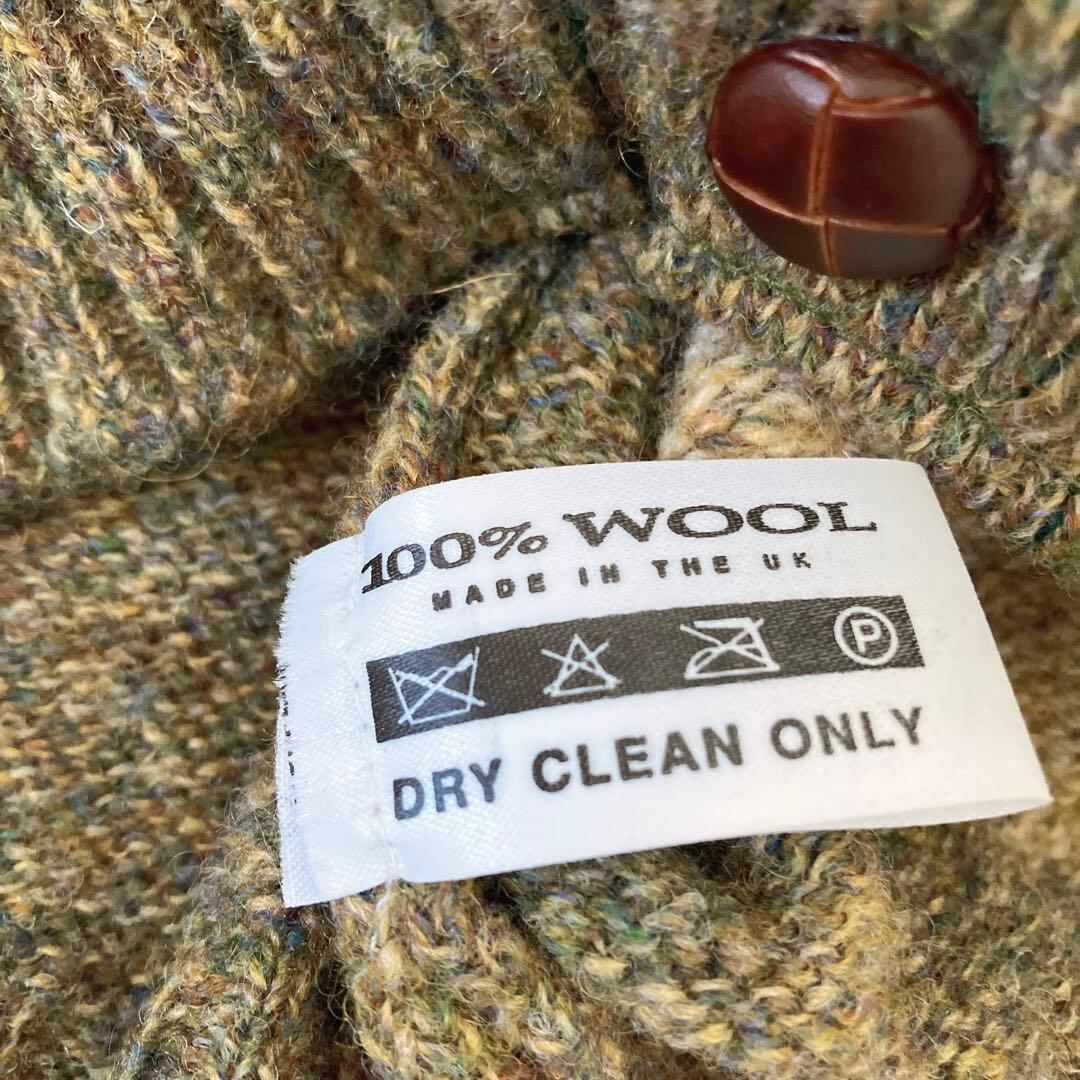 100% WOOL
MADE IN THE UK
P
DRY CLEAN ONLY